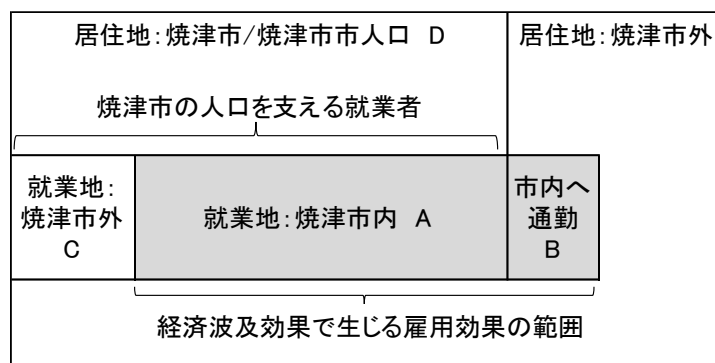 居住地：焼津市/焼津市市人口　D
居住地：焼津市外
焼津市の人口を支える就業者
就業地：
焼津市外
C
就業地：焼津市内　A
市内へ
通勤
B
経済波及効果で生じる雇用効果の範囲